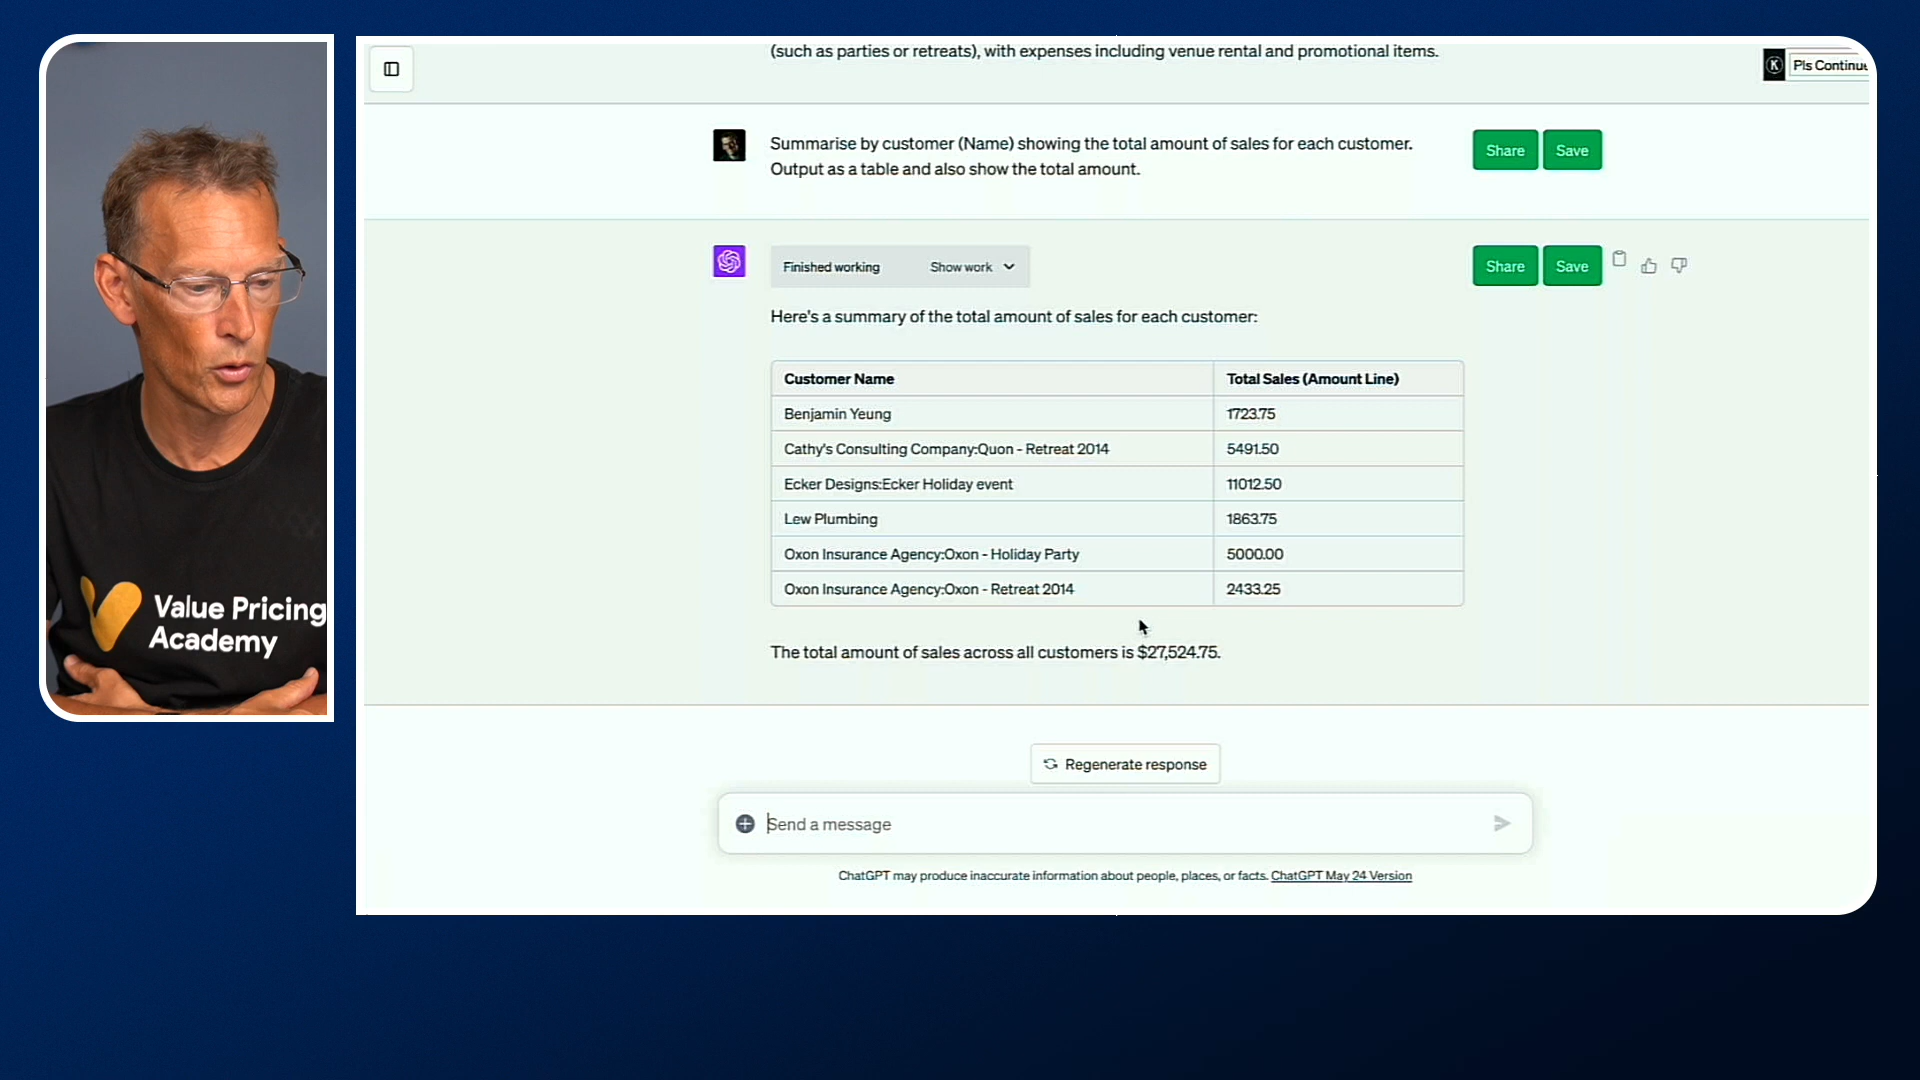 (such as parties or retreats), with expenses including venue rental and promotional items.
K Pls Continue
Summarise by customer (Name) showing the total amount of sales for each customer.
Output as a table and also show the total amount.
Share Save
Finished working Show work
Share Save
Here's a summary of the total amount of sales for each customer:
Customer Name Total Sales (Amount Line)
Benjamin Yeung 1723.75
Cathy's Consulting Company:Quon - Retreat 2014 5491.50
Ecker Designs:Ecker Holiday event 11012.50
Lew Plumbing 1863.75
Oxon Insurance Agency:Oxon - Holiday Party 5000.00
Oxon Insurance Agency:Oxon - Retreat 2014 2433.25
The total amount of sales across all customers is $27,524.75.
Value Pricing
Academy
Regenerate response
Send a message
ChatGPT may produce inaccurate information about people, places, or facts. ChatGPT May 24 Version